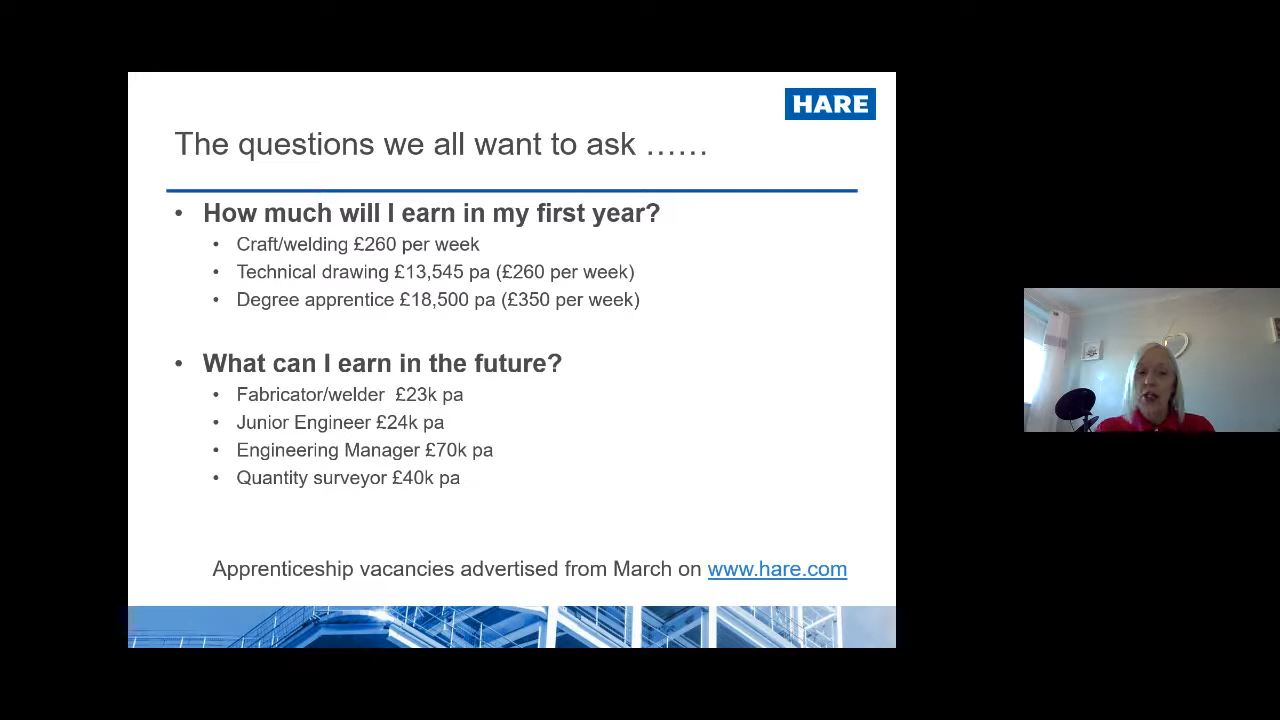 HARE
The questions we all want to ask ......
• How much will I earn in my first year?
• Craft/welding £260 per week
• Technical drawing £13,545 pa (£260 per week)
• Degree apprentice £18,500 pa (£350 per week)
• What can I earn in the future?
• Fabricator/welder £23k pa
• Junior Engineer £24k pa
• Engineering Manager £70k pa
• Quantity surveyor £40k pa
Apprenticeship vacancies advertised from March on www.hare.com